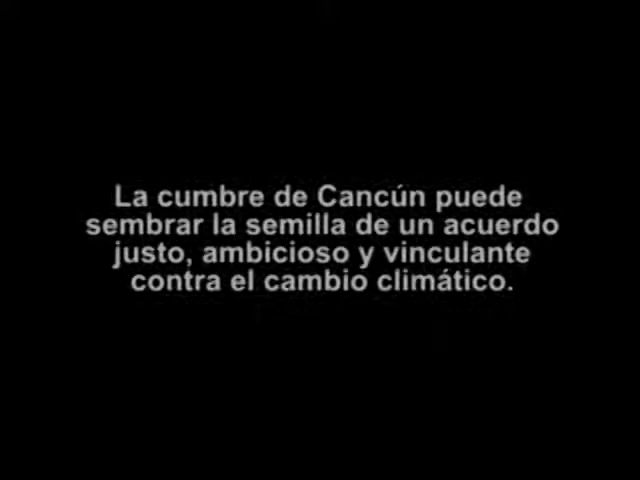 La cumbre de Cancún puede
sembrar la semilla de un acuerdo
justo, ambicioso y vinculante
contra el cambio climático.